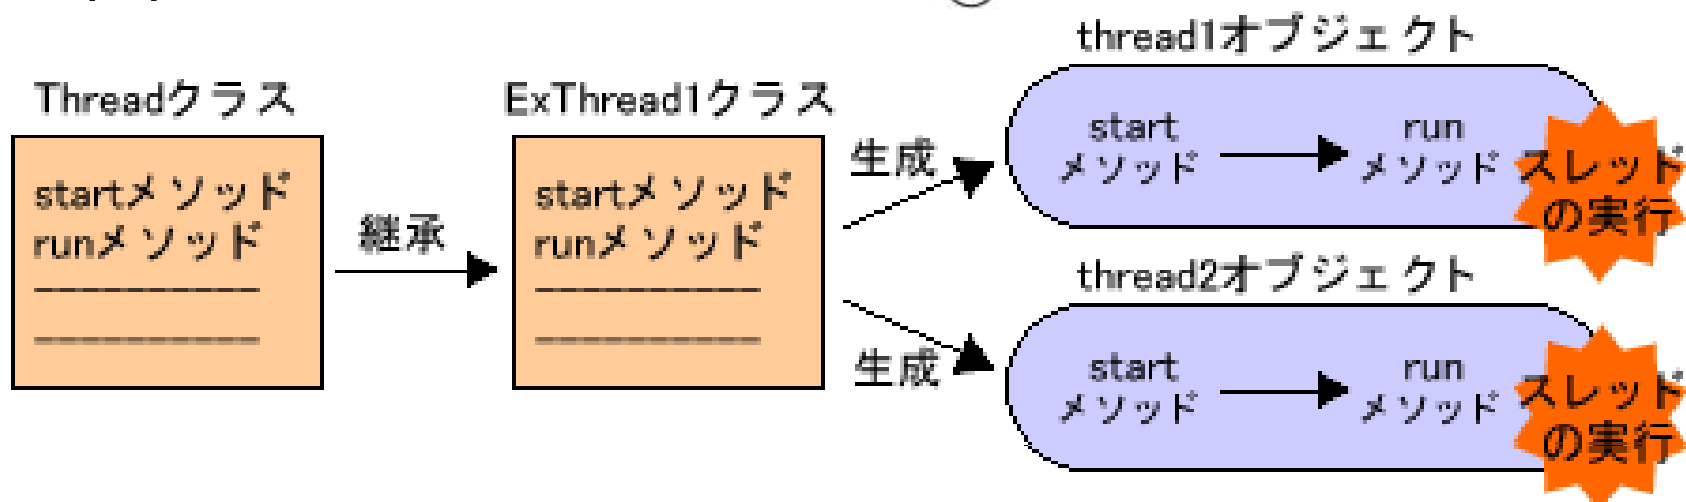 Threadクラス
startメソッド
runメソッド
継承
ExThread1クラス
startメソッド
runメソッド
生成
生成
thread1オブジェクト
start
メソッド
run
メソッド
スレッド
の実行
thread2オブジェクト
start
メソッド
run
メソッド
スレッド
の実行